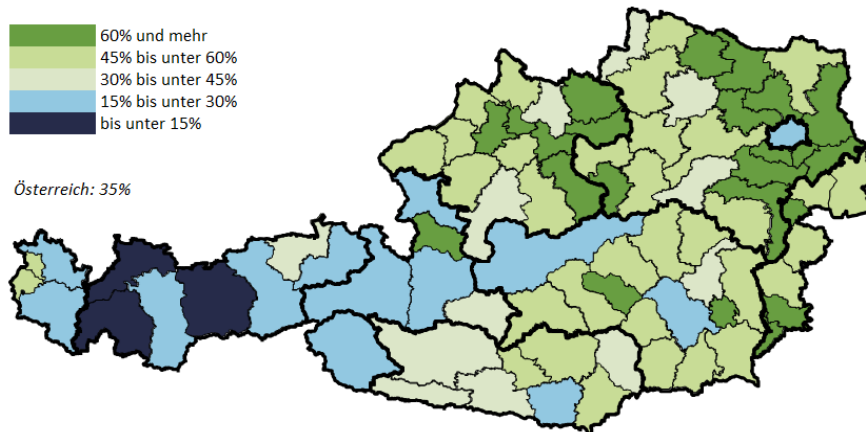 60% und mehr
45% bis unter 60%
30% bis unter 45%
15% bis unter 30%
bis unter 15%
Österreich: 35%